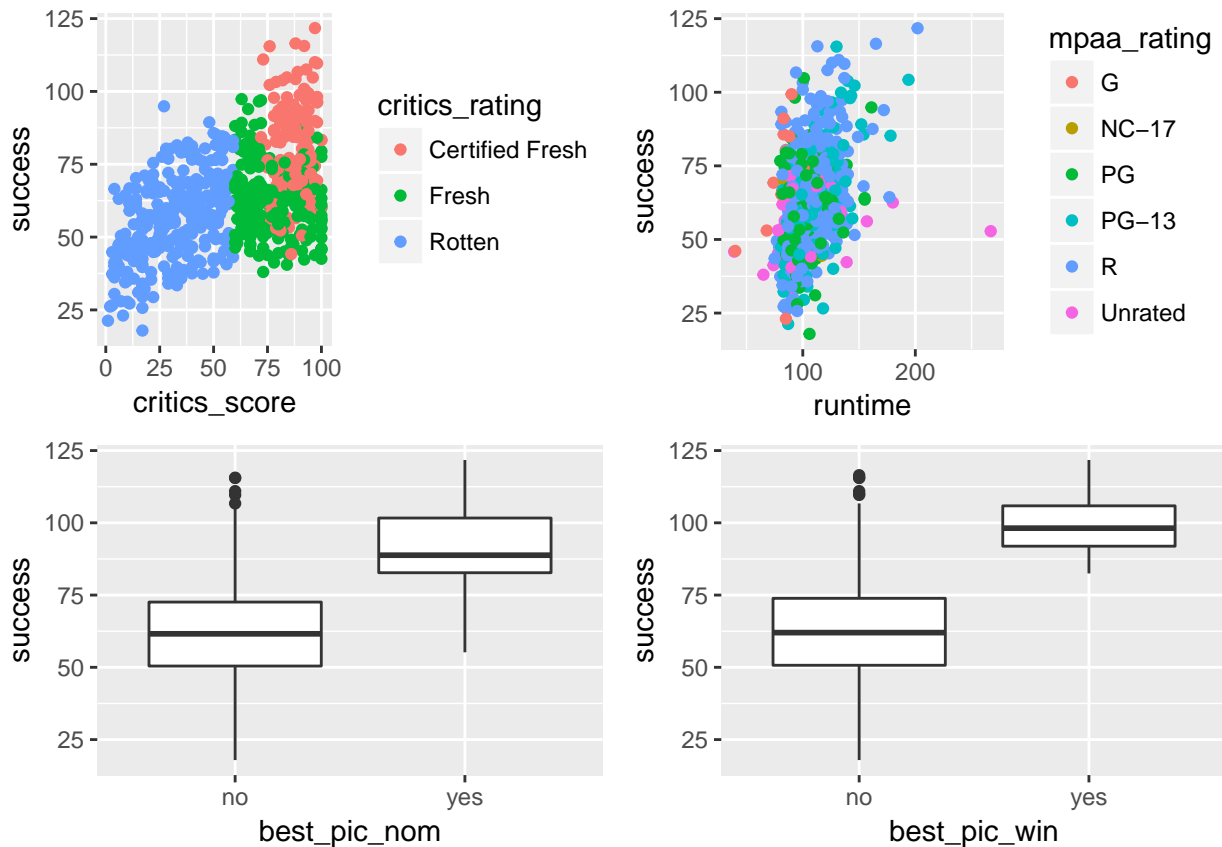 125
100
75
50
25
success
0 25 50 75 100
critics_score
critics_rating
Certified Fresh
Fresh
Rotten
125
100
75
50
25
success
100 200
runtime
mpaa_rating
G
NC−17
PG
PG−13
R
Unrated
125
100
75
50
25
success
no yes
best_pic_nom
125
100
75
50
25
success
no yes
best_pic_win